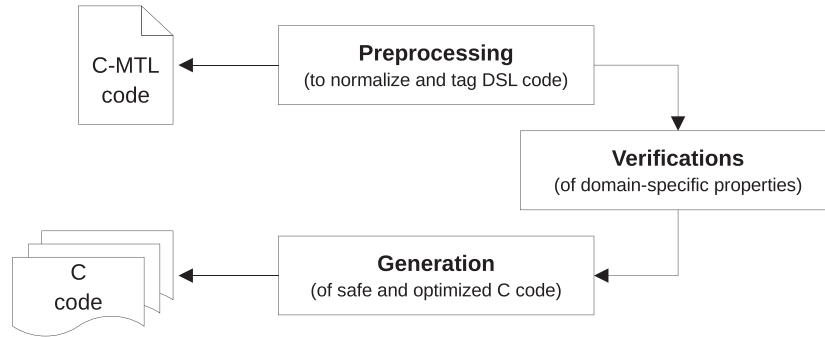 C-MTL
code
Preprocessing
(to normalize and tag DSL code)
Verifications
(of domain-specific properties)
C
code
Generation
(of safe and optimized C code)